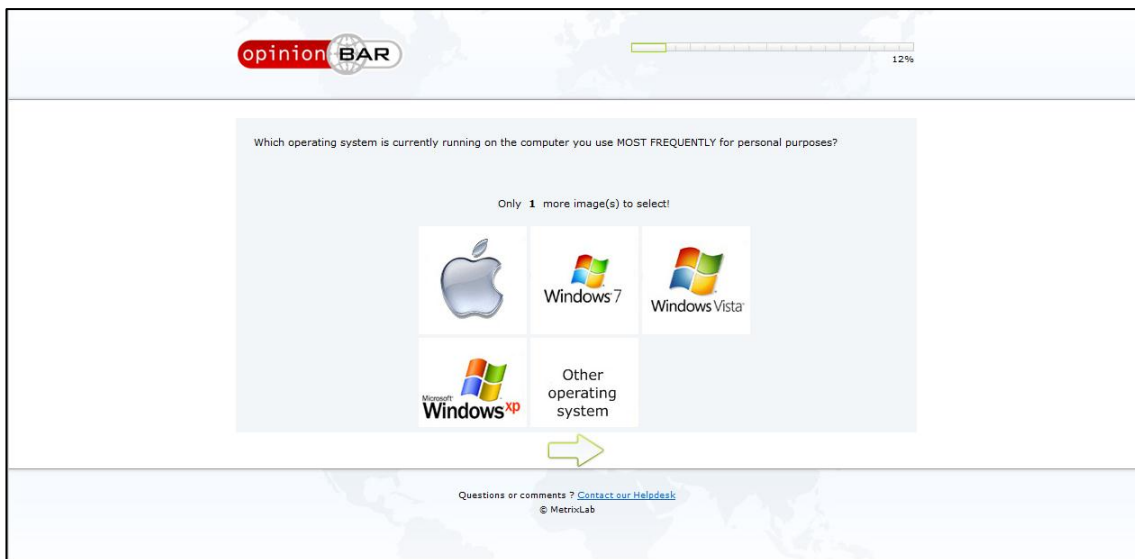 opinion BAR
12%
Which operating system is currently running on the computer you use MOST FREQUENTLY for personal purposes?
Only 1 more image(s) to select!
Windows 7
Windows Vista
Microsoft
Windows xp
Other
operating
system
Questions or comments ? Contact our Helpdesk
© MetrixLab